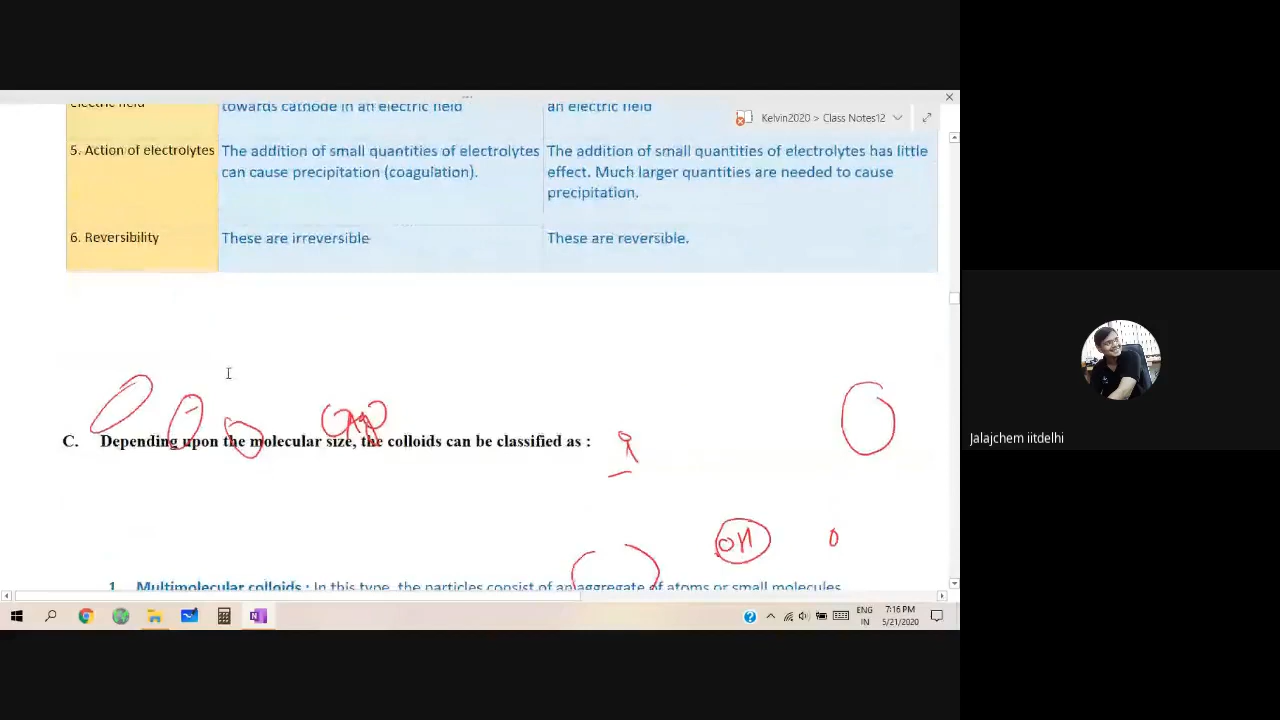 electric field
towards cathode in an electric field
an electric field
Kelvin2020 > Class Notes12
5. Action of electrolytes
The addition of small quantities of electrolytes
can cause precipitation (coagulation).
The addition of small quantities of electrolytes has little
effect. Much larger quantities are needed to cause
precipitation.
6. Reversibility
These are irreversible
These are reversible.
C. Depending upon the molecular size, the colloids can be classified as :
OH
Jalajchem iitdelhi
1. Multimolecular colloids : In this type, the particles consist of an aggregate of atoms or small molecules
ENG
IN
7:16 PM
5/21/2020